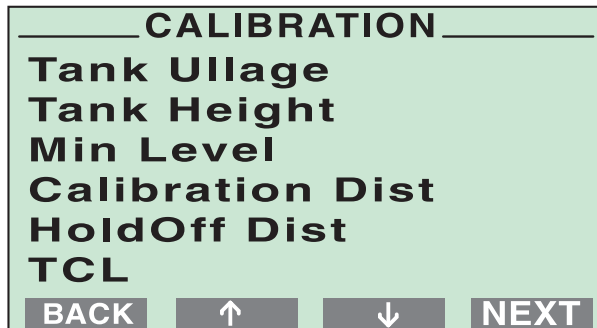 CALIBRATION
Tank Ullage
Tank Height
Min Level
Calibration Dist
HoldOff Dist
TCL
BACK ↑ ↓ NEXT